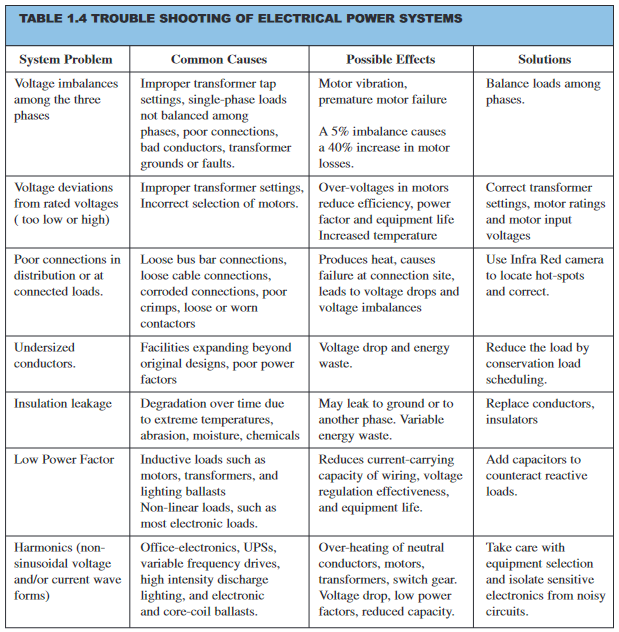 TABLE 1.4 TROUBLE SHOOTING OF ELECTRICAL POWER SYSTEMS
System Problem
Common Causes
Possible Effects
Solutions
Voltage imbalances
among the three
phases
Improper transformer tap
settings, single-phase loads
not balanced among
phases, poor connections,
bad conductors, transformer
grounds or faults.
Motor vibration,
premature motor failure
A 5% imbalance causes
a 40% increase in motor
losses.
Balance loads among
phases.
Voltage deviations
from rated voltages
( too low or high)
Improper transformer settings,
Incorrect selection of motors.
Over-voltages in motors
reduce efficiency, power
factor and equipment life
Increased temperature
Correct transformer
settings, motor ratings
and motor input
voltages
Poor connections in
distribution or at
connected loads.
Loose bus bar connections,
loose cable connections,
corroded connections, poor
crimps, loose or worn
contactors
Produces heat, causes
failure at connection site,
leads to voltage drops and
voltage imbalances
Use Infra Red camera
to locate hot-spots
and correct.
Undersized
conductors.
Facilities expanding beyond
original designs, poor power
factors
Voltage drop and energy
waste.
Reduce the load by
conservation load
scheduling.
Insulation leakage
Degradation over time due
to extreme temperatures,
abrasion, moisture, chemicals
May leak to ground or to
another phase. Variable
energy waste.
Replace conductors,
insulators
Low Power Factor
Inductive loads such as
motors, transformers, and
lighting ballasts
Non-linear loads, such as
most electronic loads.
Reduces current-carrying
capacity of wiring, voltage
regulation effectiveness,
and equipment life.
Add capacitors to
counteract reactive
loads.
Harmonics (non-
sinusoidal voltage
and/or current wave
forms)
Office-electronics, UPSs,
variable frequency drives,
high intensity discharge
lighting, and electronic
and core-coil ballasts.
Over-heating of neutral
conductors, motors,
transformers, switch gear.
Voltage drop, low power
factors, reduced capacity.
Take care with
equipment selection
and isolate sensitive
electronics from noisy
circuits.